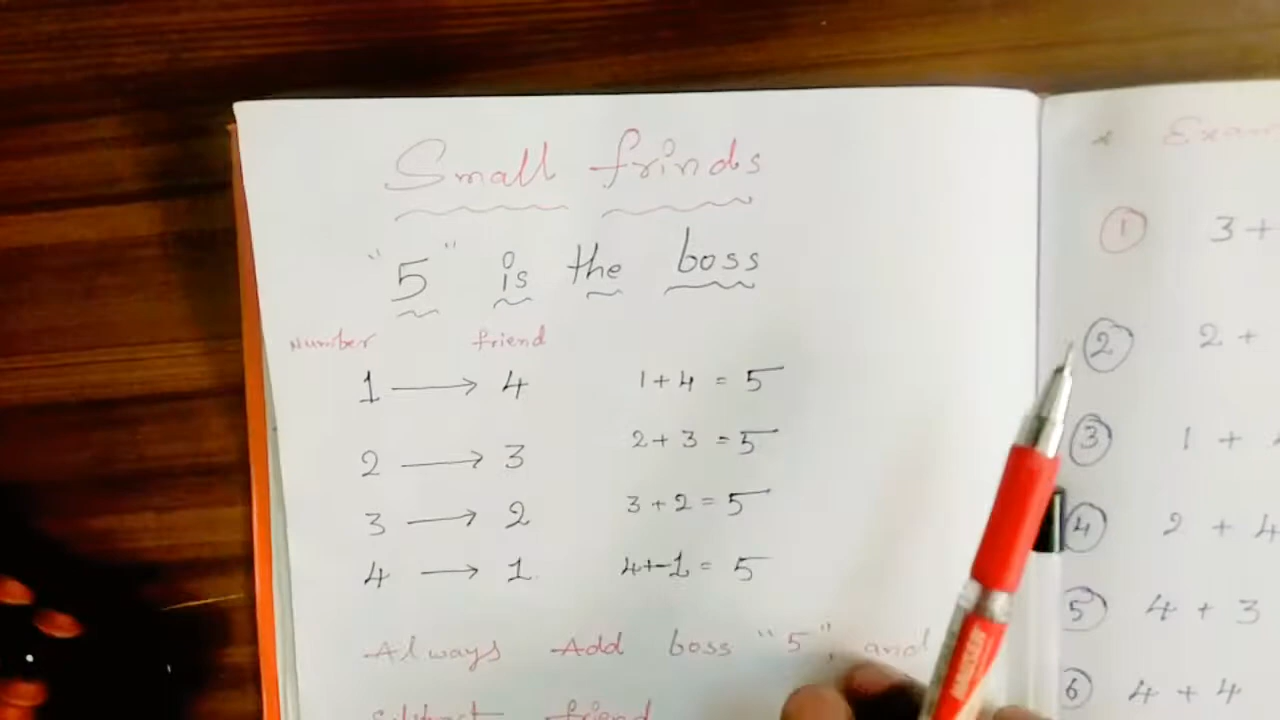 Small frinds
"5" is the boss
Number friend
1 → 4 1+4 = 5
2 → 3 2+3 = 5
3 → 2 3+2 = 5
4 → 1 4+1 = 5
Always Add boss "5", and
Subtract friend
1 3+
2 2+
3 1 +
4 2 + 4
5 4 + 3
6 4 + 4